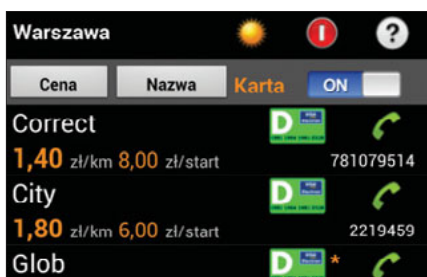 Warszawa ?
Cena Nazwa Karta ON
Correct D
1,40 zł/km 8,00 zł/start 781079514
City D
1,80 zł/km 6,00 zł/start 2219459
Glob D *